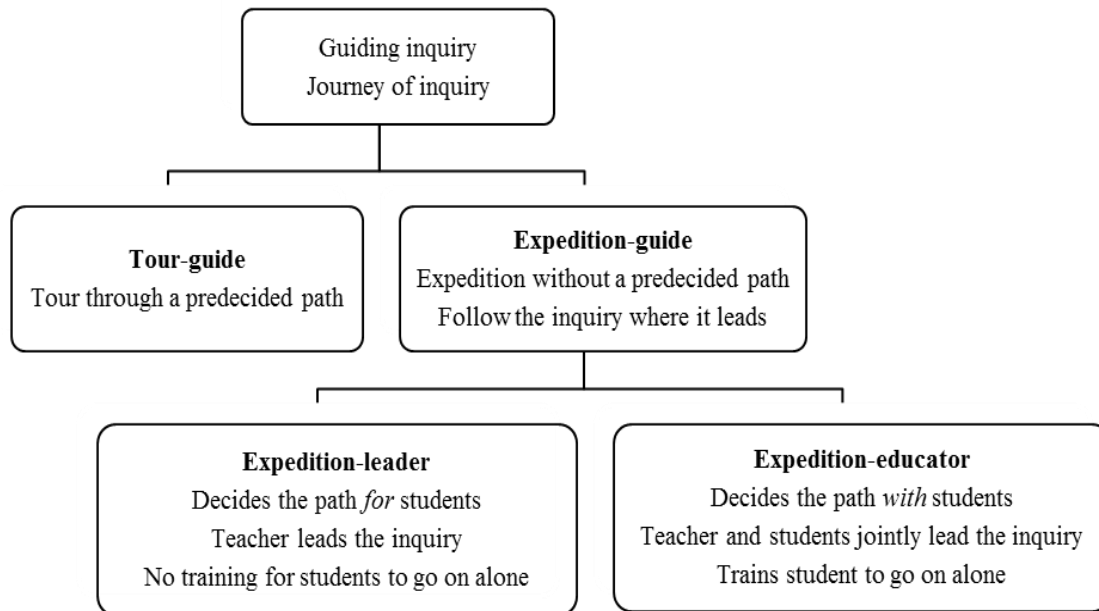 Guiding inquiry
Journey of inquiry
Tour-guide
Tour through a predecided path
Expedition-guide
Expedition without a predecided path
Follow the inquiry where it leads
Expedition-leader
Decides the path for students
Teacher leads the inquiry
No training for students to go on alone
Expedition-educator
Decides the path with students
Teacher and students jointly lead the inquiry
Trains student to go on alone